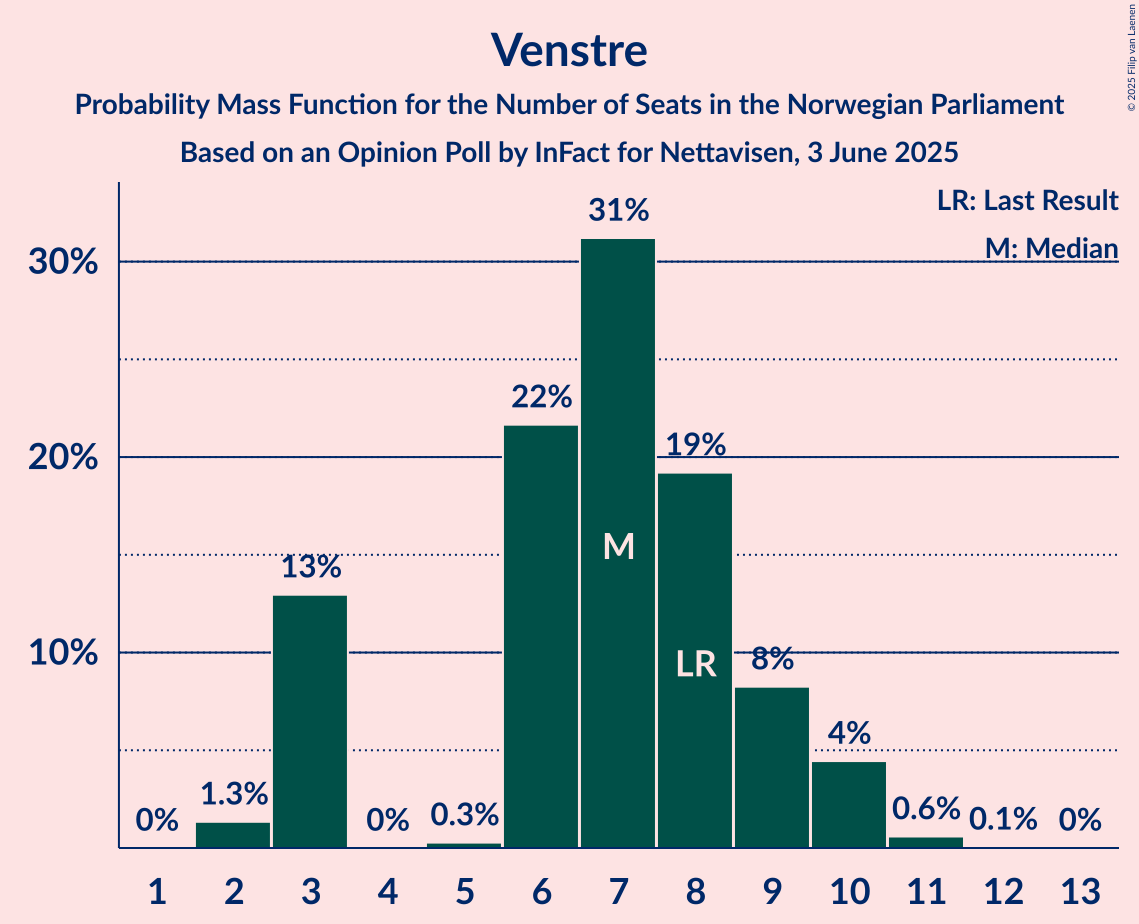 Venstre
Probability Mass Function for the Number of Seats in the Norwegian Parliament
Based on an Opinion Poll by InFact for Nettavisen, 3 June 2025
© 2025 Filip van Laenen
LR: Last Result
M: Median
30%
20%
10%
0%
1.3%
13%
0%
0.3%
22%
31%
19%
8%
4%
0.6%
0.1%
0%
M
LR
1 2 3 4 5 6 7 8 9 10 11 12 13